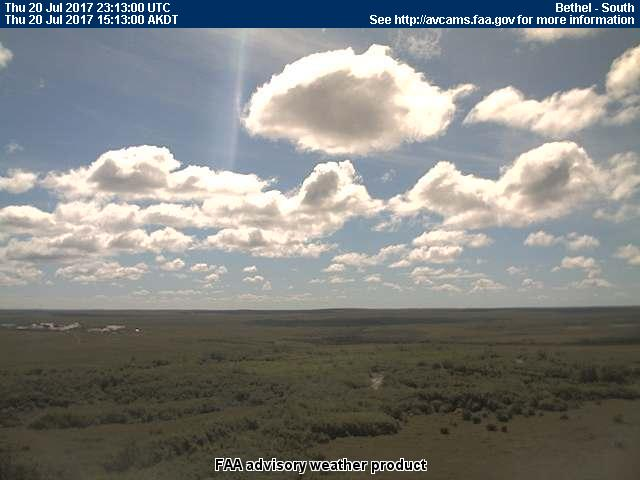 Thu 20 Jul 2017 23:13:00 UTC Bethel - South
Thu 20 Jul 2017 15:13:00 AKDT See http://avcams.faa.gov for more information
FAA advisory weather product